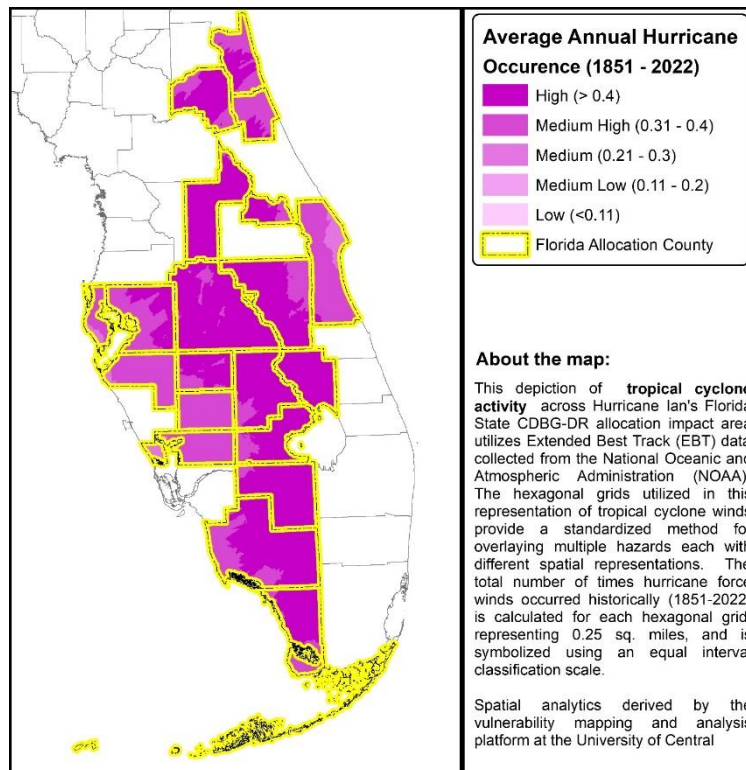 Average Annual Hurricane
Occurence (1851 - 2022)
High (> 0.4)
Medium High (0.31 - 0.4)
Medium (0.21 - 0.3)
Medium Low (0.11 - 0.2)
Low (<0.11)
Florida Allocation County
About the map:
This depiction of tropical cyclone
activity across Hurricane Ian's Florida
State CDBG-DR allocation impact area
utilizes Extended Best Track (EBT) data
collected from the National Oceanic and
Atmospheric Administration (NOAA)
The hexagonal grids utilized in this
representation of tropical cyclone winds
provide a standardized method fo
overlaying multiple hazards each with
different spatial representations. The
total number of times hurricane force
winds occurred historically (1851-2022
is calculated for each hexagonal grid
representing 0.25 sq. miles, and is
symbolized using an equal interva
classification scale.
Spatial analytics derived by the
vulnerability mapping and analysis
platform at the University of Central